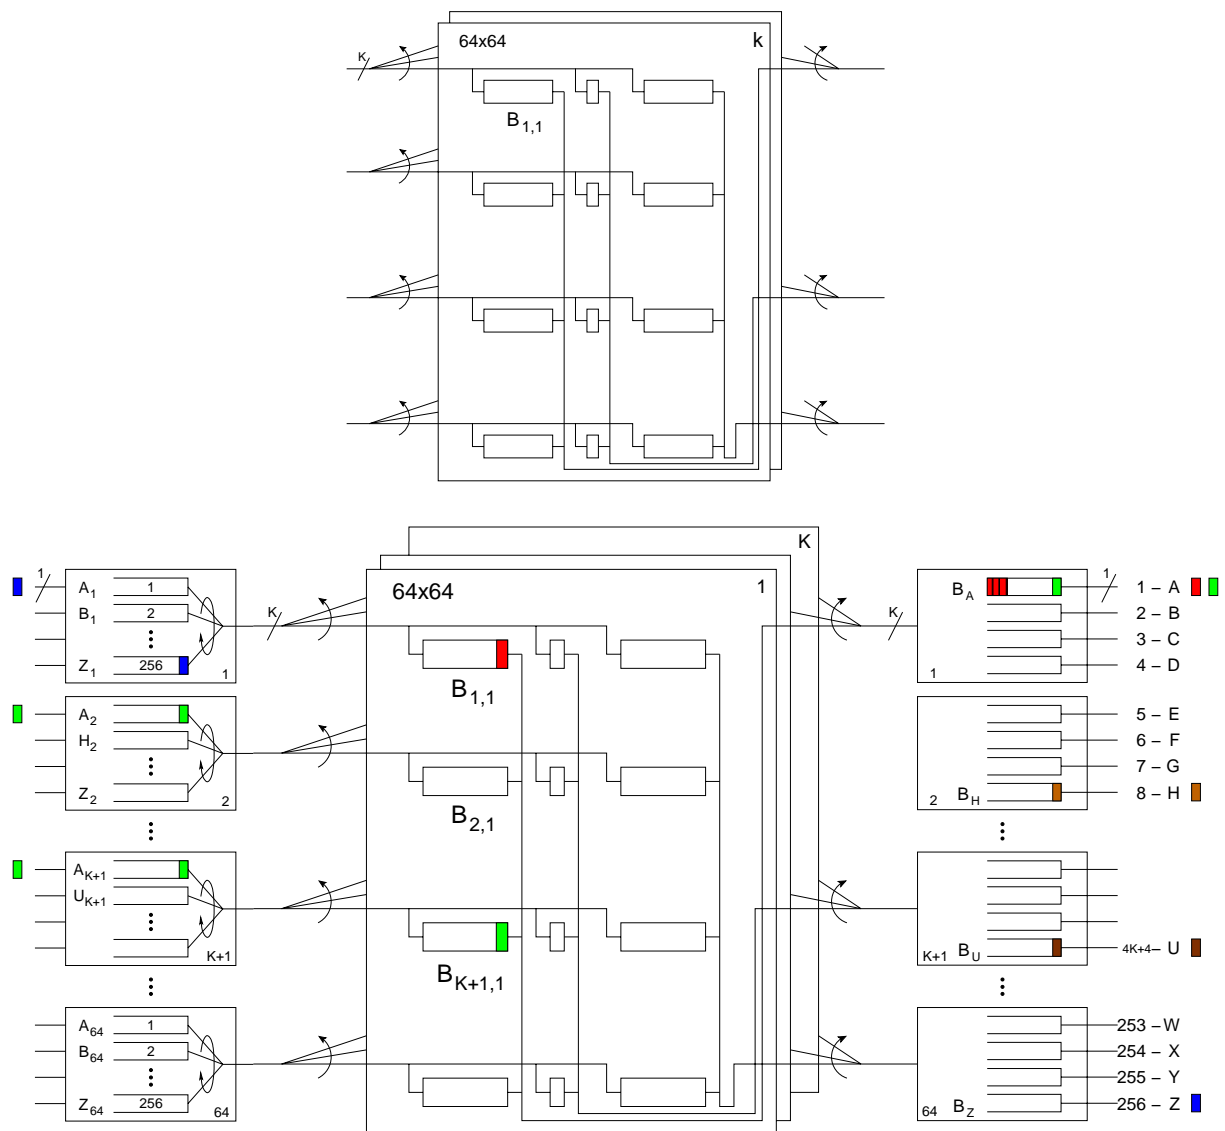 64x64 k
K
B1,1
K
64x64 1
1 K K 1
A1 1
B1 2
Z1 256
1
BA 1 – A
2 – B
3 – C
4 – D
1
B1,1
A2
H2
Z2
2
5 – E
6 – F
7 – G
2 BH 8 – H
B2,1
AK+1
UK+1
K+1
K+1 BU 4K+4 – U
BK+1,1
A64 1
B64 2
Z64 256
64
253 – W
254 – X
255 – Y
64 BZ 256 – Z